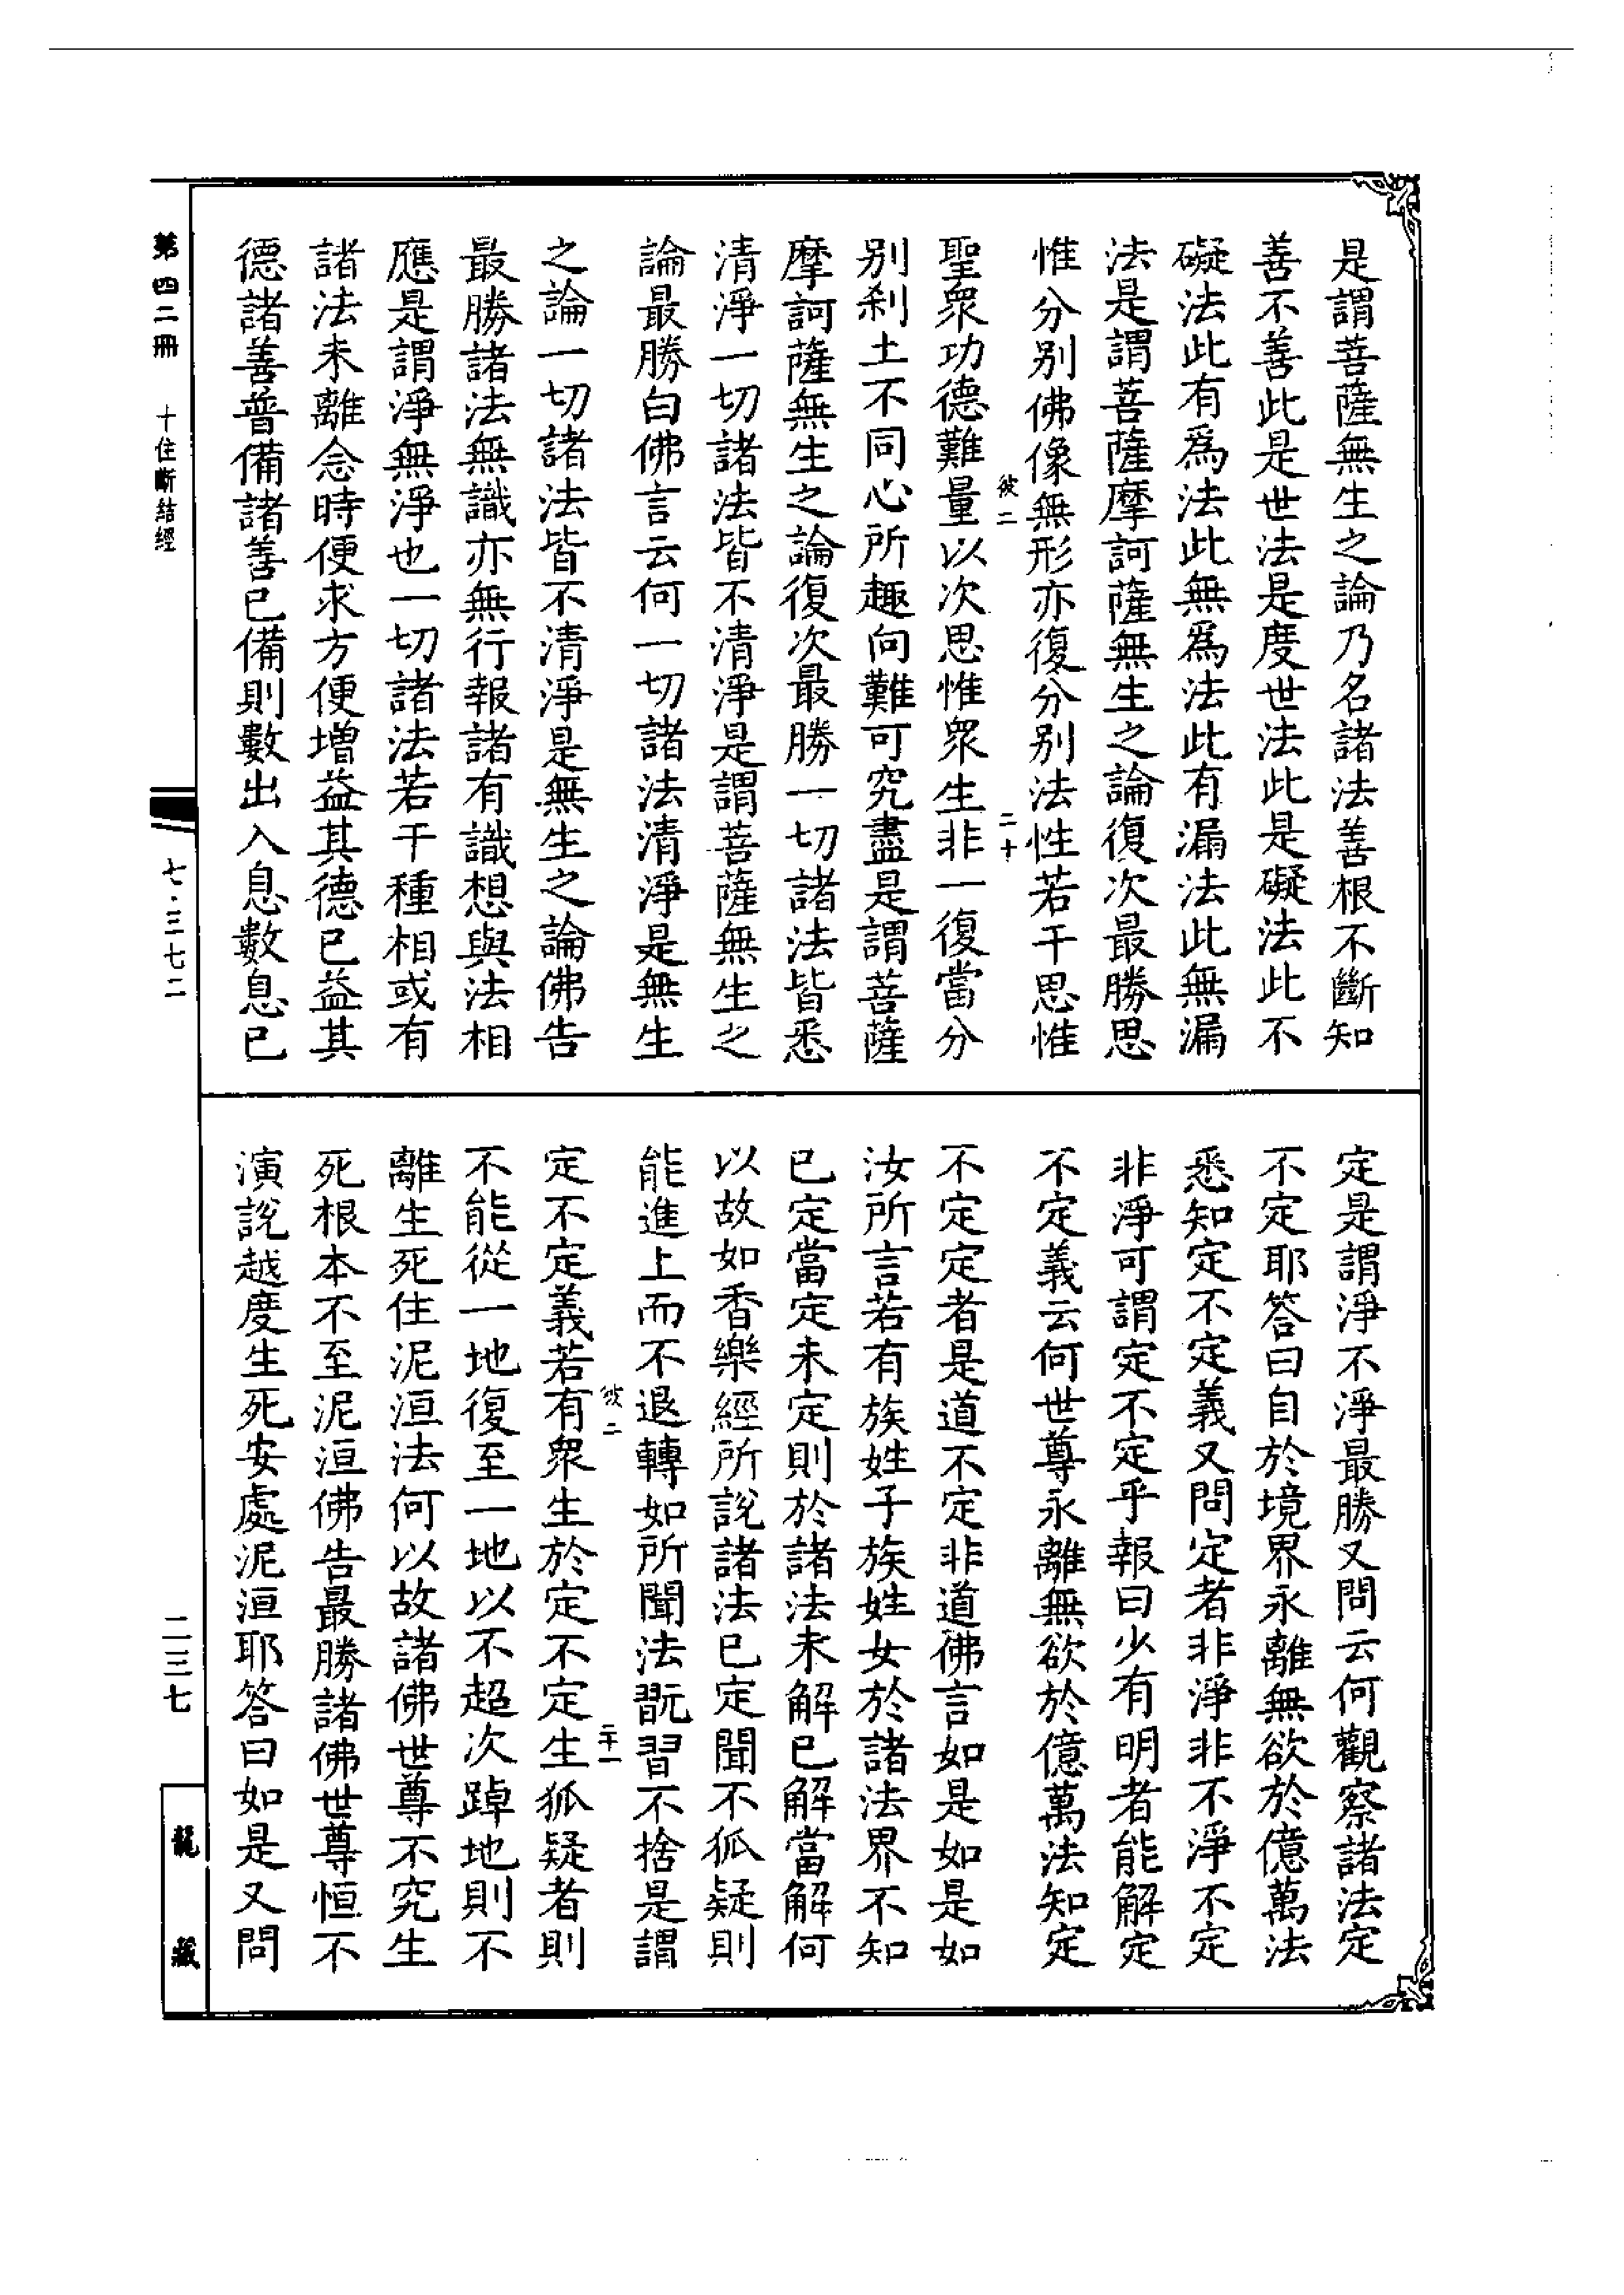 是謂菩薩無生之論乃名諸法善根不斷知
善不善此是世法是度世法此是礙法此不
礙法此有爲法此無爲法此有漏法此無漏
法是謂菩薩摩訶薩無生之論復次最勝思
惟分别佛像無形亦復分别法性若干思惟
彼二
二十
聖衆功德難量以次思惟衆生非一復當分
别刹土不同心所趣向難可究盡是謂菩薩
摩訶薩無生之論復次最勝一切諸法皆悉
清淨一切諸法皆不清淨是謂菩薩無生之
論最勝白佛言云何一切諸法清淨是無生
之論一切諸法皆不清淨是無生之論佛告
最勝諸法無識亦無行報諸有識想與法相
應是謂淨無淨也一切諸法若干種相或有
諸法未離念時便求方便增益其德已益其
德諸善普備諸善已備則數出入息數息已
定是謂淨不淨最勝又問云何觀察諸法定
不定耶答曰自於境界永離無欲於億萬法
悉知定不定義又問定者非淨非不淨不定
非淨可謂定不定乎報曰少有明者能解定
不定義云何世尊永離無欲於億萬法知定
不定定者是道不定非道佛言如是如是如
汝所言若有族姓子族姓女於諸法界不知
已定當定未定則於諸法未解已解當解何
以故如香樂經所說諸法已定聞不狐疑則
能進上而不退轉如所聞法翫習不捨是謂
彼二
二十一
定不定義若有衆生於定不定生狐疑者則
不能從一地復至一地以不超次踔地則不
離生死住泥洹法何以故諸佛世尊不究生
死根本不至泥洹佛告最勝諸佛世尊恒不
演說越度生死安處泥洹耶答曰如是又問
第四二冊
十住斷結經
七·三七二
二三七
龍藏